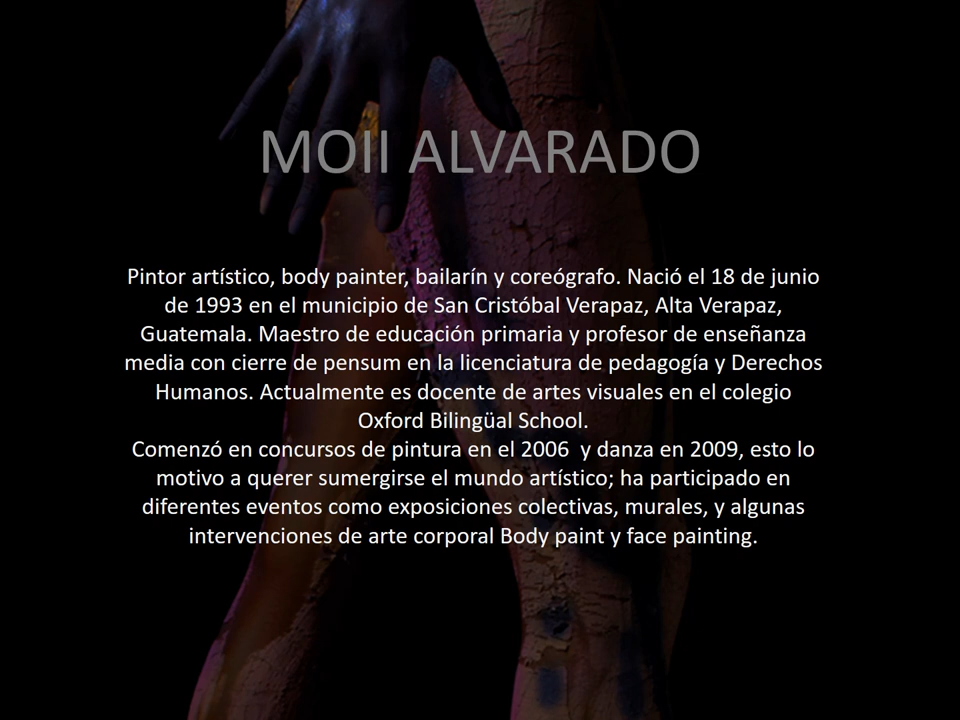 MOII ALVARADO
Pintor artístico, body painter, bailarín y coreógrafo. Nació el 18 de junio
de 1993 en el municipio de San Cristóbal Verapaz, Alta Verapaz,
Guatemala. Maestro de educación primaria y profesor de enseñanza
media con cierre de pensum en la licenciatura de pedagogía y Derechos
Humanos. Actualmente es docente de artes visuales en el colegio
Oxford Bilingüal School.
Comenzó en concursos de pintura en el 2006  y danza en 2009, esto lo
motivo a querer sumergirse el mundo artístico; ha participado en
diferentes eventos como exposiciones colectivas, murales, y algunas
intervenciones de arte corporal Body paint y face painting.